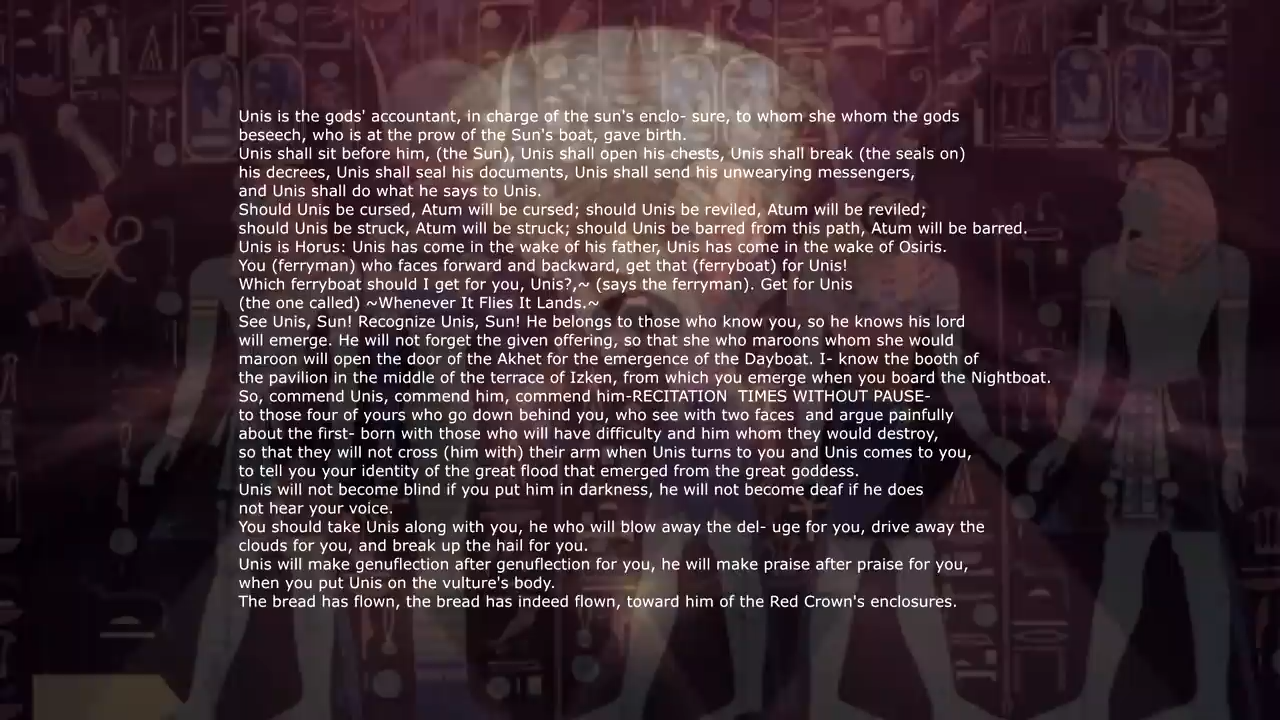 Unis is the gods' accountant, in charge of the sun's enclo- sure, to whom she whom the gods
beseech, who is at the prow of the Sun's boat, gave birth.
Unis shall sit before him, (the Sun), Unis shall open his chests, Unis shall break (the seals on)
his decrees, Unis shall seal his documents, Unis shall send his unwearying messengers,
and Unis shall do what he says to Unis.
Should Unis be cursed, Atum will be cursed; should Unis be reviled, Atum will be reviled;
should Unis be struck, Atum will be struck; should Unis be barred from this path, Atum will be barred.
Unis is Horus: Unis has come in the wake of his father, Unis has come in the wake of Osiris.
You (ferryman) who faces forward and backward, get that (ferryboat) for Unis!
Which ferryboat should I get for you, Unis?,~ (says the ferryman). Get for Unis
(the one called) ~Whenever It Flies It Lands.~
See Unis, Sun! Recognize Unis, Sun! He belongs to those who know you, so he knows his lord
will emerge. He will not forget the given offering, so that she who maroons whom she would
maroon will open the door of the Akhet for the emergence of the Dayboat. I- know the booth of
the pavilion in the middle of the terrace of Izken, from which you emerge when you board the Nightboat.
So, commend Unis, commend him, commend him-RECITATION  TIMES WITHOUT PAUSE-
to those four of yours who go down behind you, who see with two faces  and argue painfully
about the first- born with those who will have difficulty and him whom they would destroy,
so that they will not cross (him with) their arm when Unis turns to you and Unis comes to you,
to tell you your identity of the great flood that emerged from the great goddess.
Unis will not become blind if you put him in darkness, he will not become deaf if he does
not hear your voice.
You should take Unis along with you, he who will blow away the del- uge for you, drive away the
clouds for you, and break up the hail for you.
Unis will make genuflection after genuflection for you, he will make praise after praise for you,
when you put Unis on the vulture's body.
The bread has flown, the bread has indeed flown, toward him of the Red Crown's enclosures.